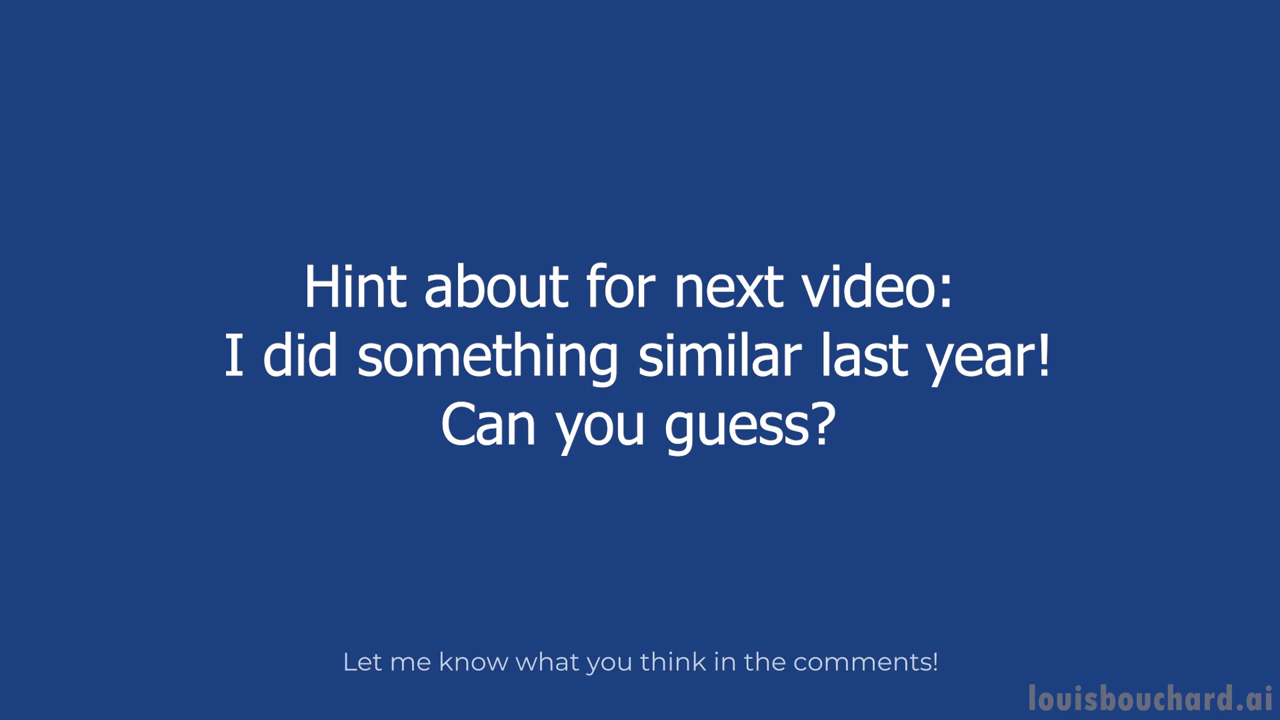 Hint about for next video:
I did something similar last year!
Can you guess?
Let me know what you think in the comments!
louisbouchard.ai